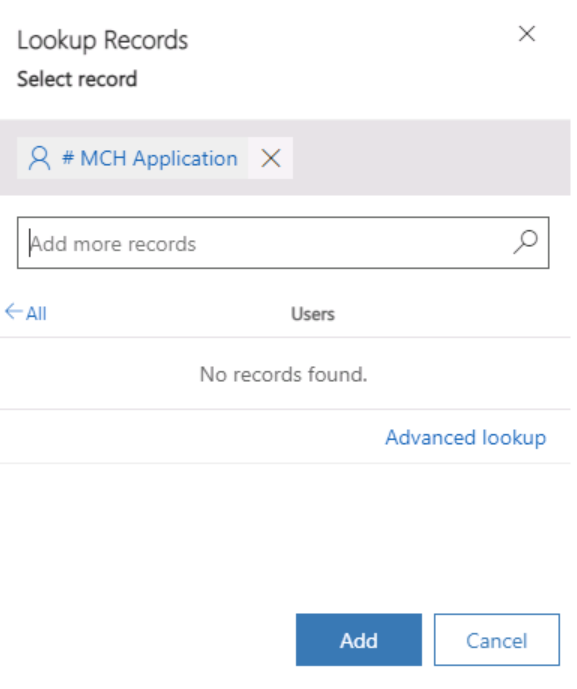 Lookup Records
Select record
# MCH Application
Add more records
All Users
No records found.
Advanced lookup
Add Cancel